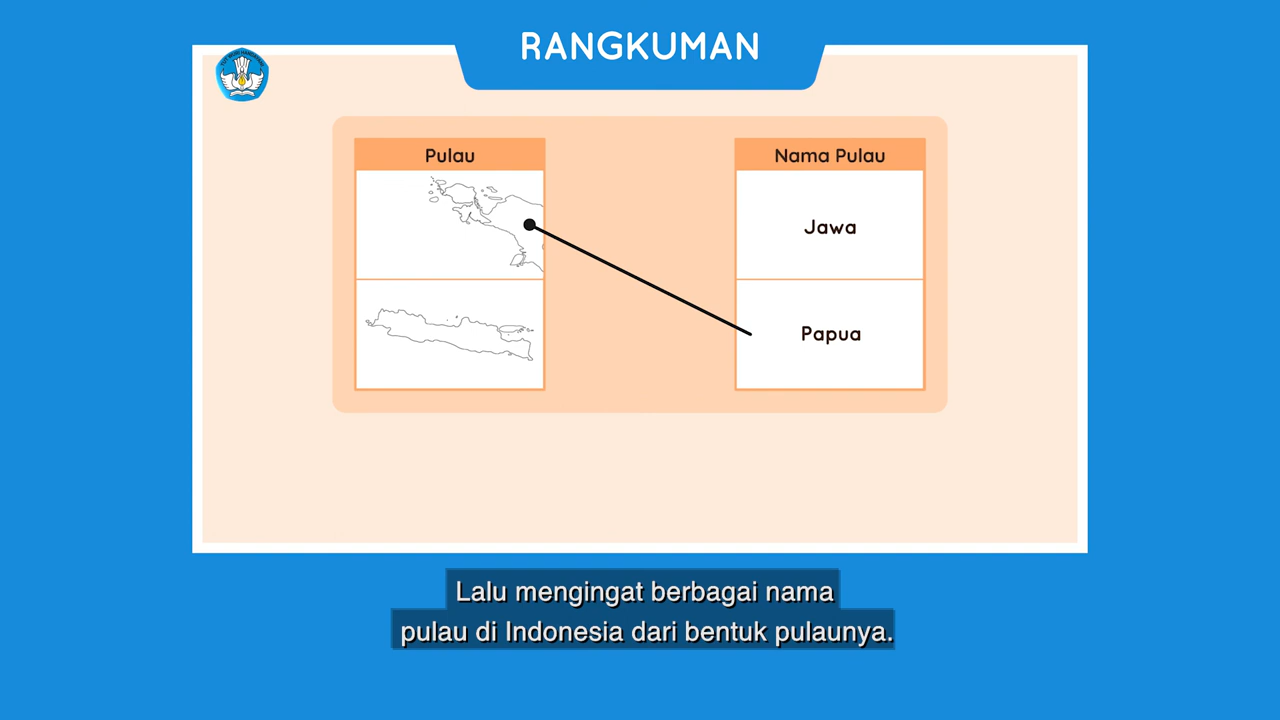 RANGKUMAN
Pulau
Nama Pulau
Jawa
Papua
Lalu mengingat berbagai nama
pulau di Indonesia dari bentuk pulaunya.